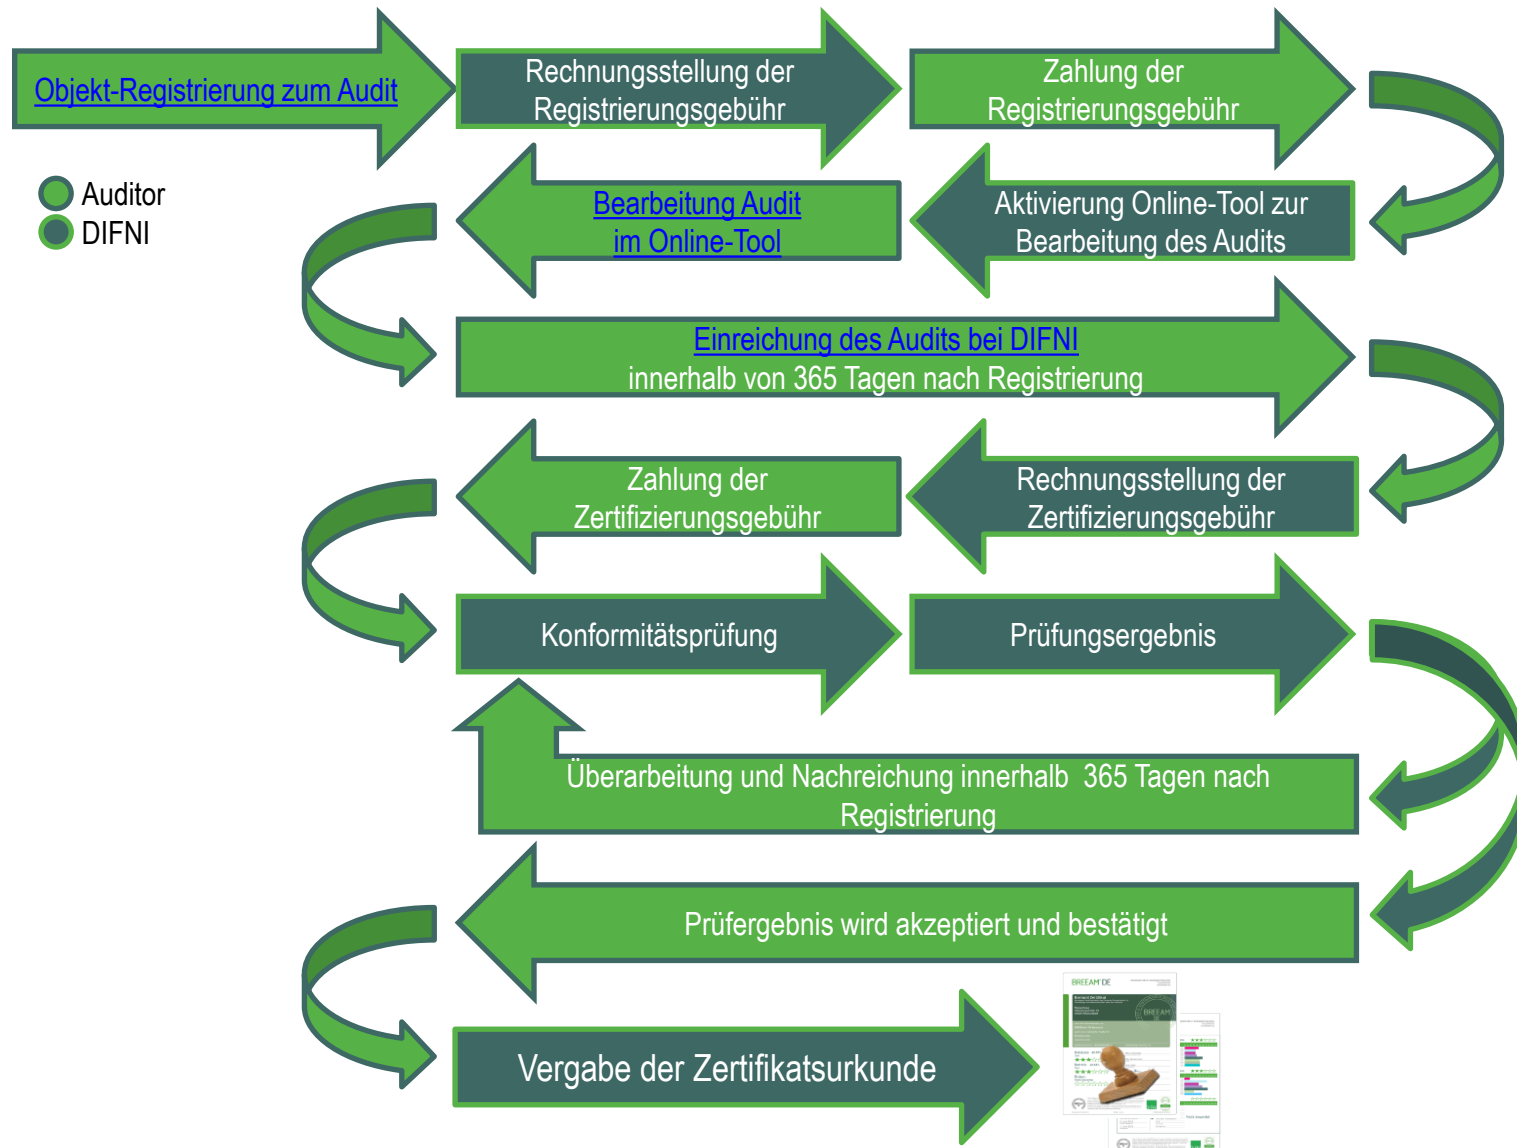 Objekt-Registrierung zum Audit
Rechnungsstellung der
Registrierungsgebühr
Zahlung der
Registrierungsgebühr
Auditor
DIFNI
Bearbeitung Audit
im Online-Tool
Aktivierung Online-Tool zur
Bearbeitung des Audits
Einreichung des Audits bei DIFNI
innerhalb von 365 Tagen nach Registrierung
Zahlung der
Zertifizierungsgebühr
Rechnungsstellung der
Zertifizierungsgebühr
Konformitätsprüfung
Prüfungsergebnis
Überarbeitung und Nachreichung innerhalb  365 Tagen nach
Registrierung
Prüfergebnis wird akzeptiert und bestätigt
BREEAM DE
BREEAM
DE
Vergabe der Zertifikatsurkunde